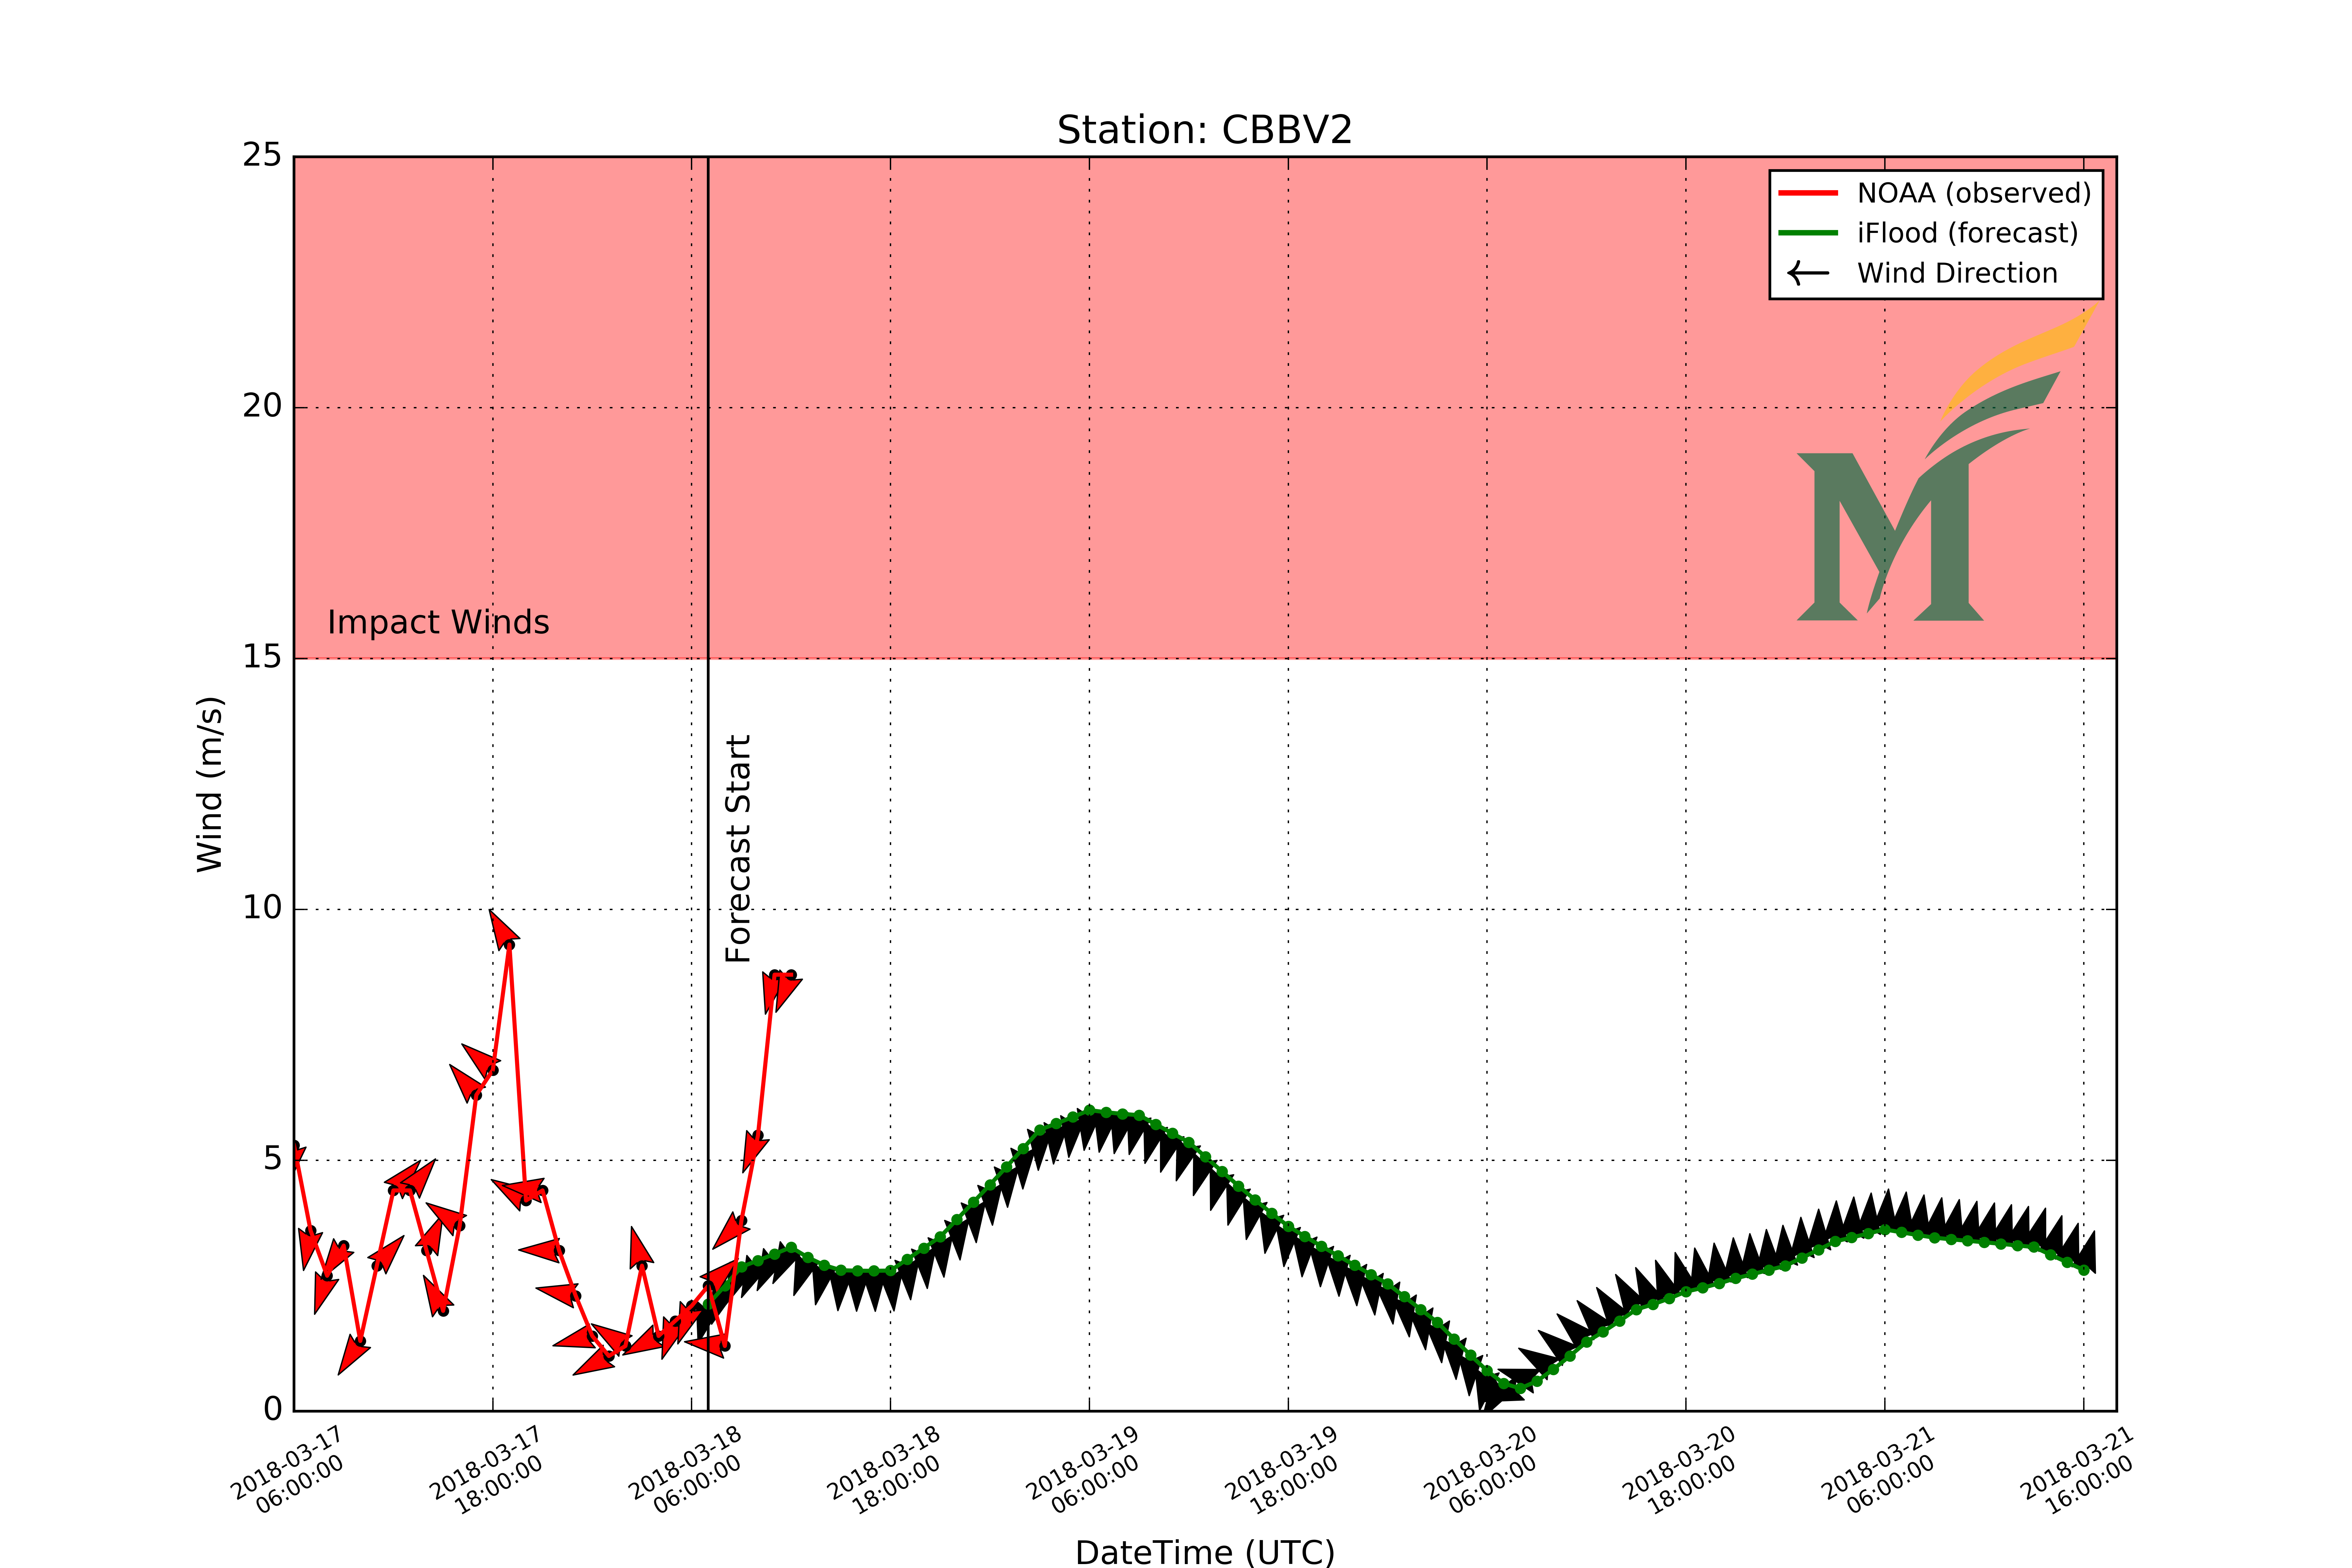 Station: CBBV2
25
20
15
10
5
0
Wind (m/s)
NOAA (observed)
iFlood (forecast)
Wind Direction
M
Impact Winds
Forecast Start
2018-03-17
06:00:00
2018-03-17
18:00:00
2018-03-18
06:00:00
2018-03-18
18:00:00
2018-03-19
06:00:00
2018-03-19
18:00:00
2018-03-20
06:00:00
2018-03-20
18:00:00
2018-03-21
06:00:00
2018-03-21
16:00:00
DateTime (UTC)